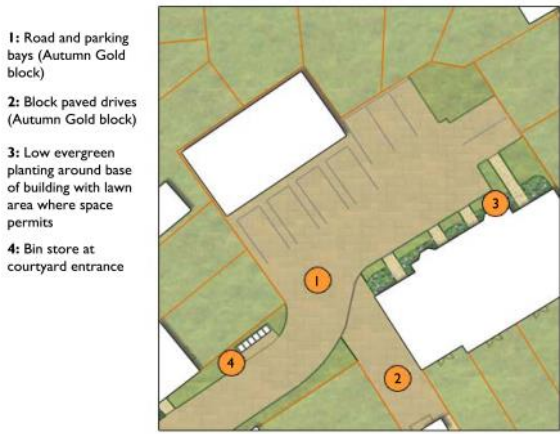 1: Road and parking
bays (Autumn Gold
block)
2: Block paved drives
(Autumn Gold block)
3: Low evergreen
planting around base
of building with lawn
area where space
permits
4: Bin store at
courtyard entrance
3
1
4
2